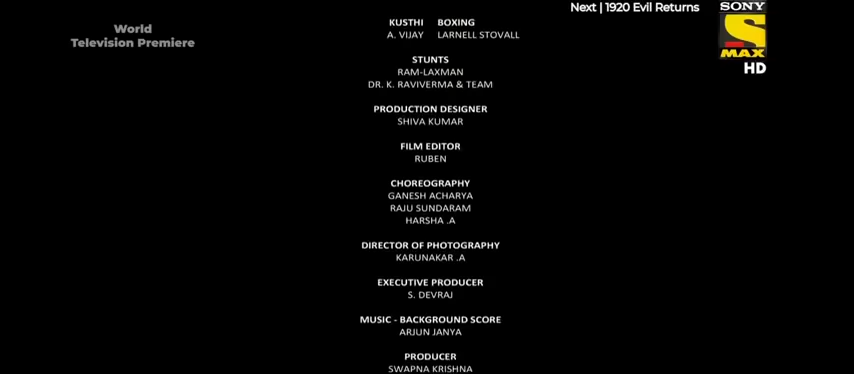 Next | 1920 Evil Returns
SONY
MAX
HD
World
Television Premiere
KUSTHI BOXING
A. VIJAY LARNELL STOVALL
STUNTS
RAM-LAXMAN
DR. K. RAVIVERMA & TEAM
PRODUCTION DESIGNER
SHIVA KUMAR
FILM EDITOR
RUBEN
CHOREOGRAPHY
GANESH ACHARYA
RAJU SUNDARAM
HARSHA .A
DIRECTOR OF PHOTOGRAPHY
KARUNAKAR .A
EXECUTIVE PRODUCER
S. DEVRAJ
MUSIC - BACKGROUND SCORE
ARJUN JANYA
PRODUCER
SWAPNA KRISHNA